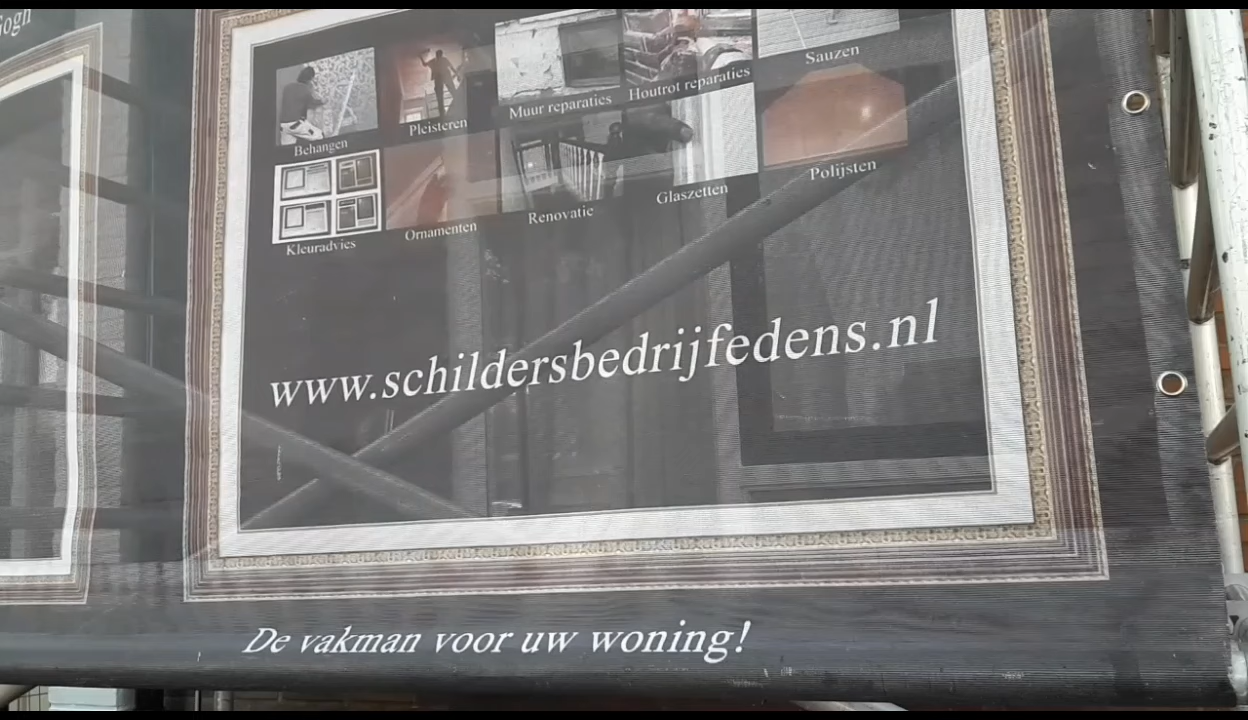 Gogh
Sauzen
Houtrot reparaties
Muur reparaties
Pleisteren
Behangen
Polijsten
Glaszetten
Renovatie
Ornamenten
Kleuradvies
www.schildersbedrijfedens.nl
De vakman voor uw woning!